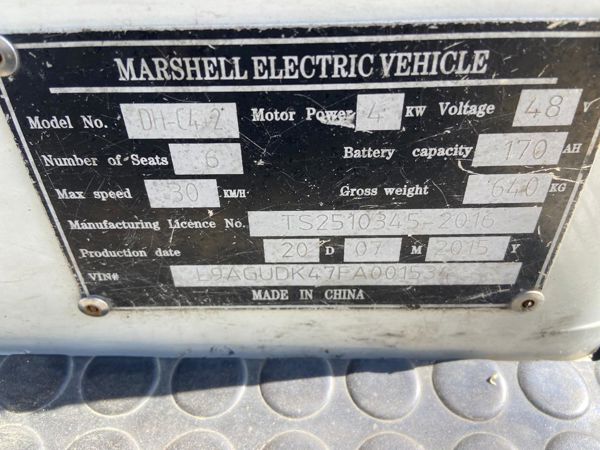 MARSHELL ELECTRIC VEHICLE
Model No. DH-C4-2 Motor Power 4 KW Voltage 48 V
Number of Seats 6 Battery capacity 170 AH
Max speed 30 KM/H Gross weight 640 KG
Manufacturing Licence No. TS2510345-2016
Production date 20 D 07 M 2015 Y
VIN# L9AGUDK47FA001534
MADE IN CHINA